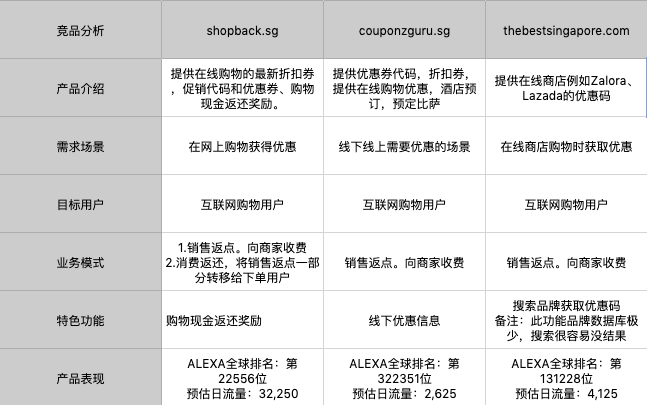 竞品分析
shopback.sg
couponzguru.sg
thebestsingapore.com
产品介绍
提供在线购物的最新折扣券
，促销代码和优惠券、购物
现金返还奖励。
提供优惠券代码，折扣券，
提供在线购物优惠，酒店预
订，预定比萨
提供在线商店例如Zalora、
Lazada的优惠码
需求场景
在网上购物获得优惠
线下线上需要优惠的场景
在线商店购物时获取优惠
目标用户
互联网购物用户
互联网购物用户
互联网购物用户
业务模式
1.销售返点。向商家收费
2.消费返还，将销售返点一部
分转移给下单用户
销售返点。向商家收费
销售返点。向商家收费
特色功能
购物现金返还奖励
线下优惠信息
搜索品牌获取优惠码
备注：此功能品牌数据库极
少，搜索很容易没结果
产品表现
ALEXA全球排名：第
22556位
预估日流量：32,250
ALEXA全球排名：第
322351位
预估日流量：2,625
ALEXA全球排名：第
131228位
预估日流量：4,125